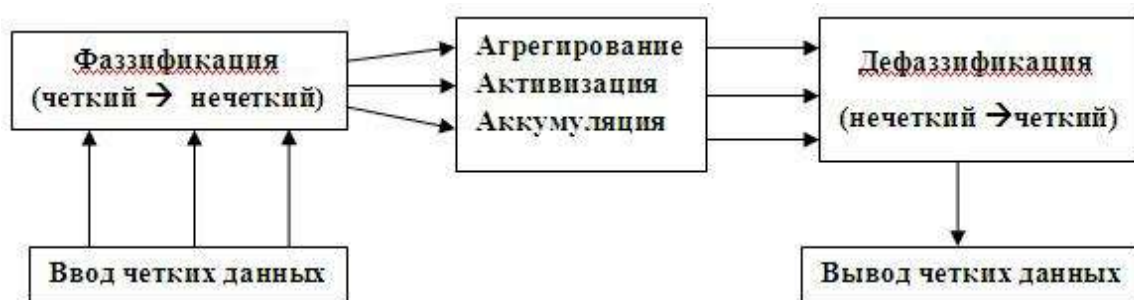 Фаззификация
(четкий → нечеткий)
Агрегирование
Активизация
Аккумуляция
Дефаззификация
(нечеткий →четкий)
Ввод четких данных
Вывод четких данных